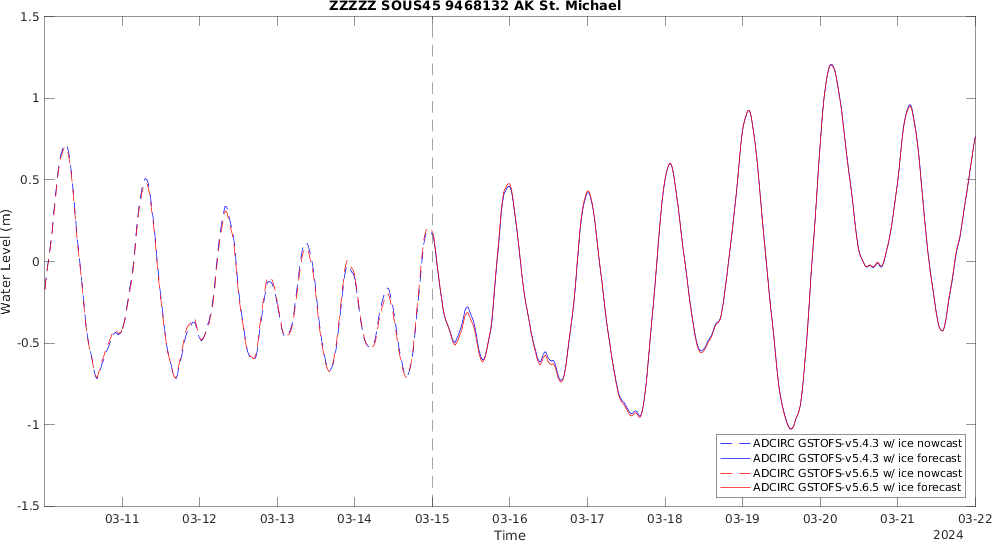 ZZZZZ SOUS45 9468132 AK St. Michael
1.5
1
0.5
0
-0.5
-1
-1.5
Water Level (m)
03-11 03-12 03-13 03-14 03-15 03-16 03-17 03-18 03-19 03-20 03-21 03-22
Time
2024
ADCIRC GSTOFS-v5.4.3 w/ ice nowcast
ADCIRC GSTOFS-v5.4.3 w/ ice forecast
ADCIRC GSTOFS-v5.6.5 w/ ice nowcast
ADCIRC GSTOFS-v5.6.5 w/ ice forecast